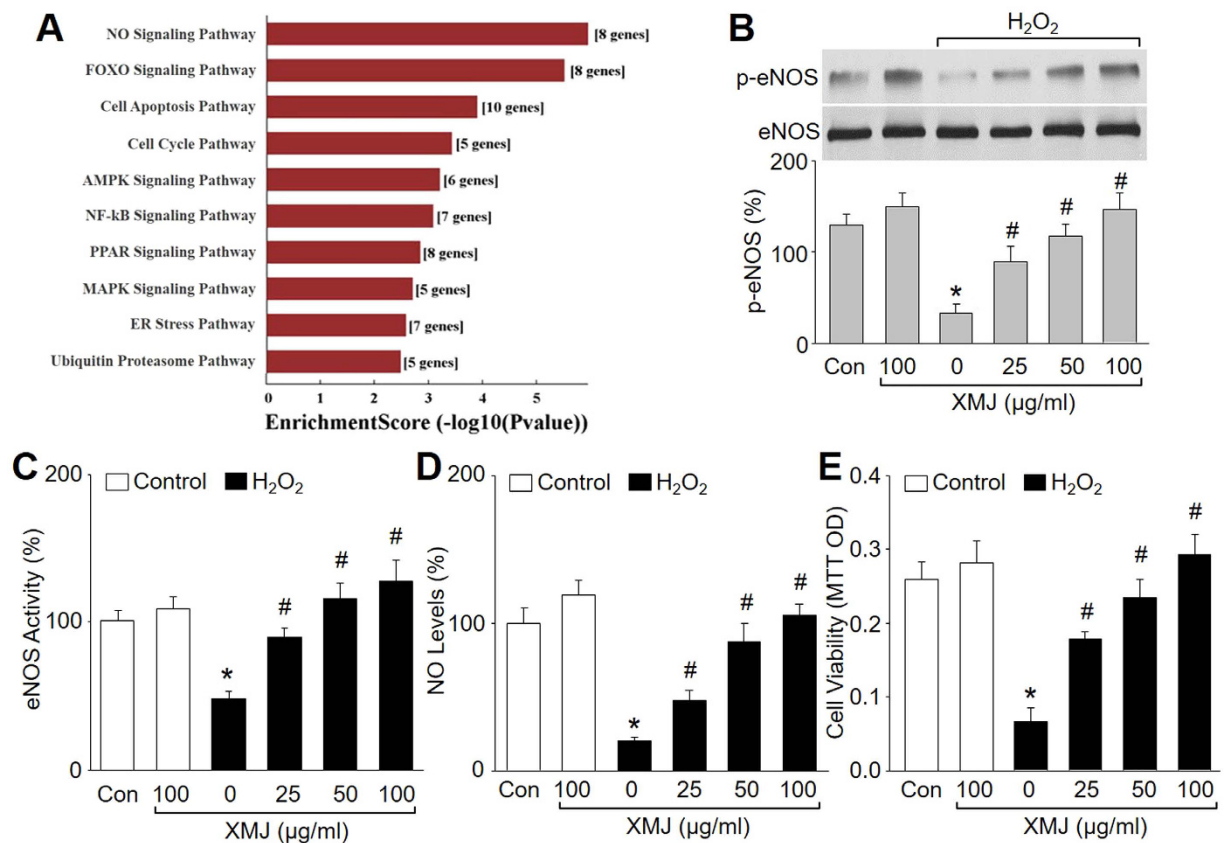 A
NO Signaling Pathway [8 genes]
FOXO Signaling Pathway [8 genes]
Cell Apoptosis Pathway [10 genes]
Cell Cycle Pathway [5 genes]
AMPK Signaling Pathway [6 genes]
NF-kB Signaling Pathway [7 genes]
PPAR Signaling Pathway [8 genes]
MAPK Signaling Pathway [5 genes]
ER Stress Pathway [7 genes]
Ubiquitin Proteasome Pathway [5 genes]
0 1 2 3 4 5
EnrichmentScore (-log10(Pvalue))
B
H₂O₂
p-eNOS
eNOS
200
100
0
p-eNOS (%)
* # # #
Con 100 0 25 50 100
XMJ (µg/ml)
C
Control H₂O₂
200
100
0
eNOS Activity (%)
* # # #
Con 100 0 25 50 100
XMJ (µg/ml)
D
Control H₂O₂
200
100
0
NO Levels (%)
* # # #
Con 100 0 25 50 100
XMJ (µg/ml)
E
Control H₂O₂
0.4
0.3
0.2
0.1
0.0
Cell Viability (MTT OD)
* # # #
Con 100 0 25 50 100
XMJ (µg/ml)